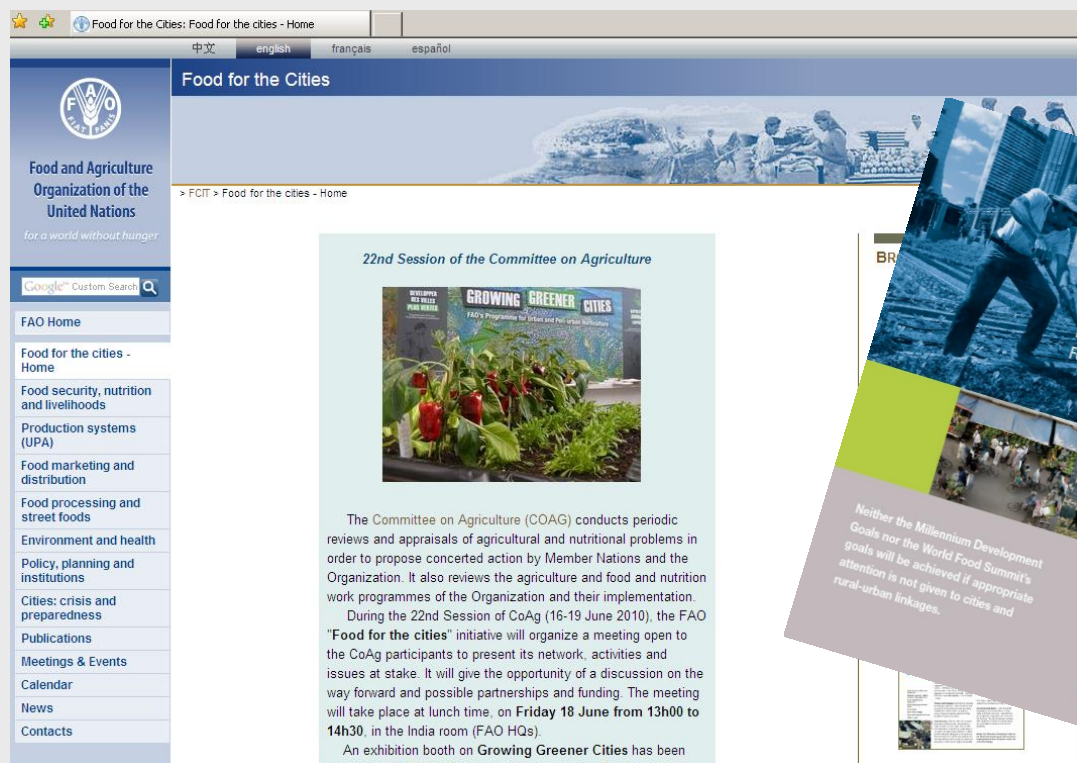 Food for the Cities: Food for the cities - Home
中文 english français español
Food for the Cities
FAO
FIAT PANIS
Food and Agriculture
Organization of the
United Nations
for a world without hunger
> FCIT > Food for the cities - Home
Google™ Custom Search
FAO Home
Food for the cities -
Home
Food security, nutrition
and livelihoods
Production systems
(UPA)
Food marketing and
distribution
Food processing and
street foods
Environment and health
Policy, planning and
institutions
Cities: crisis and
preparedness
Publications
Meetings & Events
Calendar
News
Contacts
22nd Session of the Committee on Agriculture
DEVELOPPER
DES VILLES
PLUS VERTES
GROWING GREENER CITIES
FAO's Programme for Urban and Peri-urban Horticulture
The Committee on Agriculture (COAG) conducts periodic
reviews and appraisals of agricultural and nutritional problems in
order to propose concerted action by Member Nations and the
Organization. It also reviews the agriculture and food and nutrition
work programmes of the Organization and their implementation.
During the 22nd Session of CoAg (16-19 June 2010), the FAO
"Food for the cities" initiative will organize a meeting open to
the CoAg participants to present its network, activities and
issues at stake. It will give the opportunity of a discussion on the
way forward and possible partnerships and funding. The meeting
will take place at lunch time, on Friday 18 June from 13h00 to
14h30, in the India room (FAO HQs).
An exhibition booth on Growing Greener Cities has been
BR
Neither the Millennium Development
Goals nor the World Food Summit's
goals will be achieved if appropriate
attention is not given to cities and
rural-urban linkages.